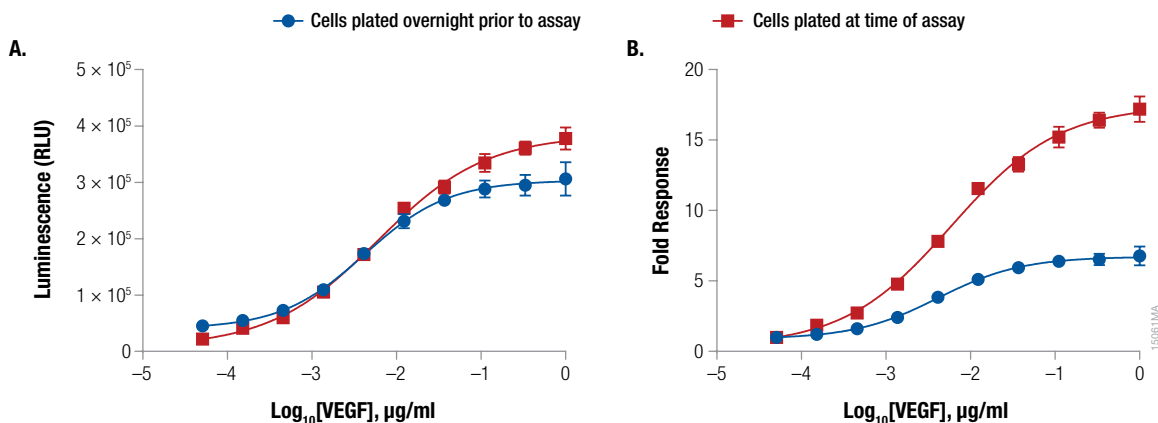 Cells plated overnight prior to assay
Cells plated at time of assay
A.
5 × 10⁵
4 × 10⁵
3 × 10⁵
2 × 10⁵
1 × 10⁵
0
Luminescence (RLU)
–5 –4 –3 –2 –1 0
Log₁₀[VEGF], µg/ml
B.
20
15
10
5
0
Fold Response
–5 –4 –3 –2 –1 0
Log₁₀[VEGF], µg/ml
15061MA